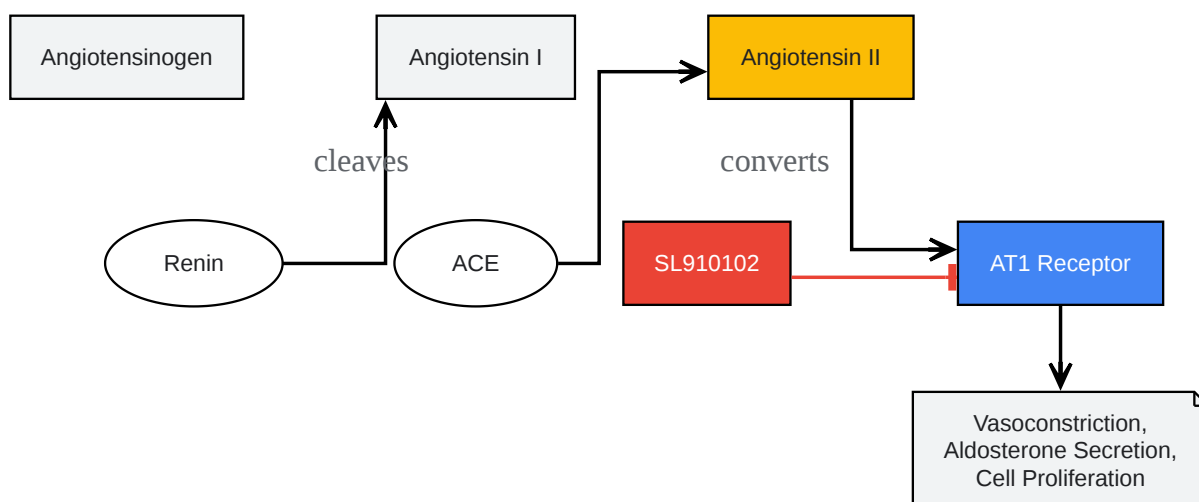 Angiotensinogen
Angiotensin I
Angiotensin II
cleaves
converts
Renin
ACE
SL910102
AT1 Receptor
Vasoconstriction,
Aldosterone Secretion,
Cell Proliferation